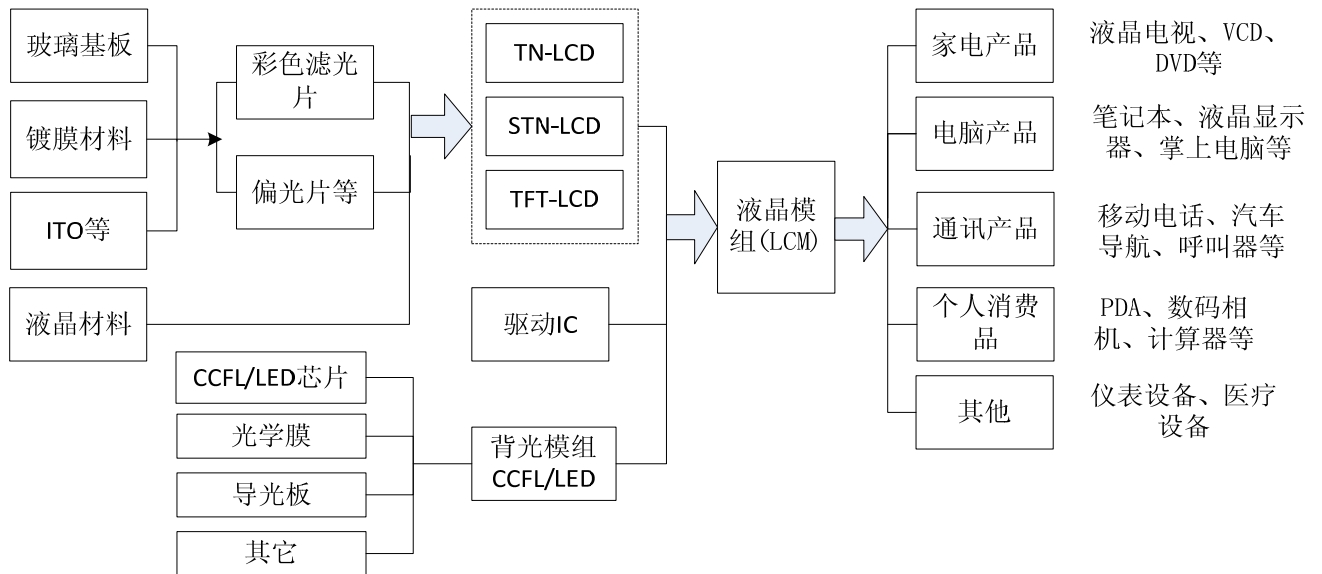 玻璃基板
镀膜材料
ITO等
液晶材料
彩色滤光
片
偏光片等
TN-LCD
STN-LCD
TFT-LCD
驱动IC
CCFL/LED芯片
光学膜
导光板
其它
背光模组
CCFL/LED
液晶模
组(LCM)
家电产品
液晶电视、VCD、
DVD等
电脑产品
笔记本、液晶显示
器、掌上电脑等
通讯产品
移动电话、汽车
导航、呼叫器等
个人消费
品
PDA、数码相
机、计算器等
其他
仪表设备、医疗
设备